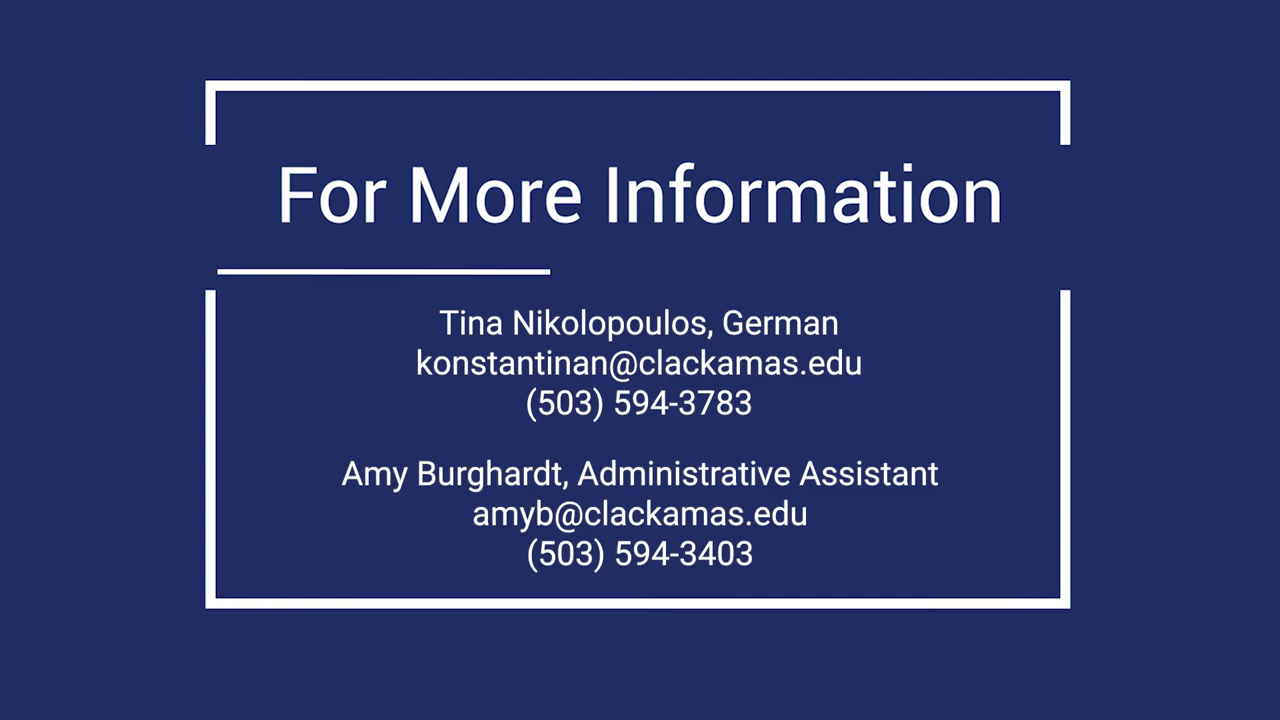 For More Information
Tina Nikolopoulos, German
konstantinan@clackamas.edu
(503) 594-3783
Amy Burghardt, Administrative Assistant
amyb@clackamas.edu
(503) 594-3403